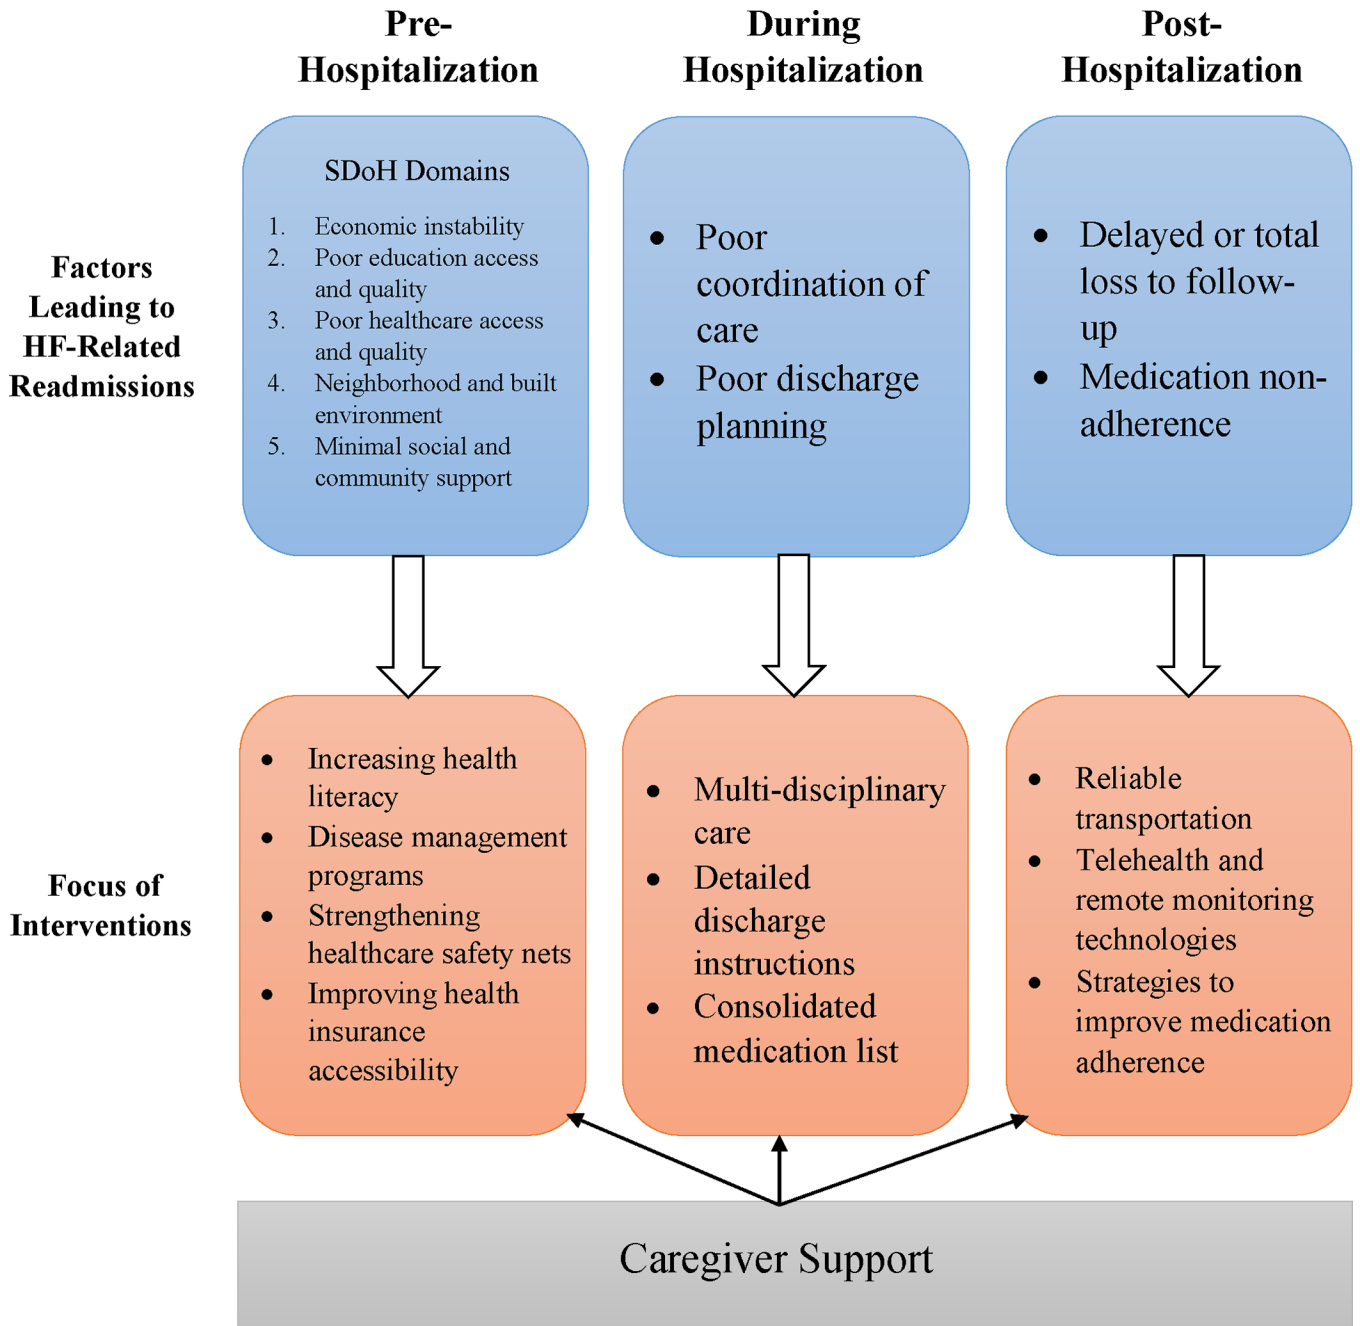 Pre-
Hospitalization
During
Hospitalization
Post-
Hospitalization
Factors
Leading to
HF-Related
Readmissions
SDoH Domains
1. Economic instability
2. Poor education access
and quality
3. Poor healthcare access
and quality
4. Neighborhood and built
environment
5. Minimal social and
community support
• Poor
coordination of
care
• Poor discharge
planning
• Delayed or total
loss to follow-
up
• Medication non-
adherence
Focus of
Interventions
• Increasing health
literacy
• Disease management
programs
• Strengthening
healthcare safety nets
• Improving health
insurance
accessibility
• Multi-disciplinary
care
• Detailed
discharge
instructions
• Consolidated
medication list
• Reliable
transportation
• Telehealth and
remote monitoring
technologies
• Strategies to
improve medication
adherence
Caregiver Support